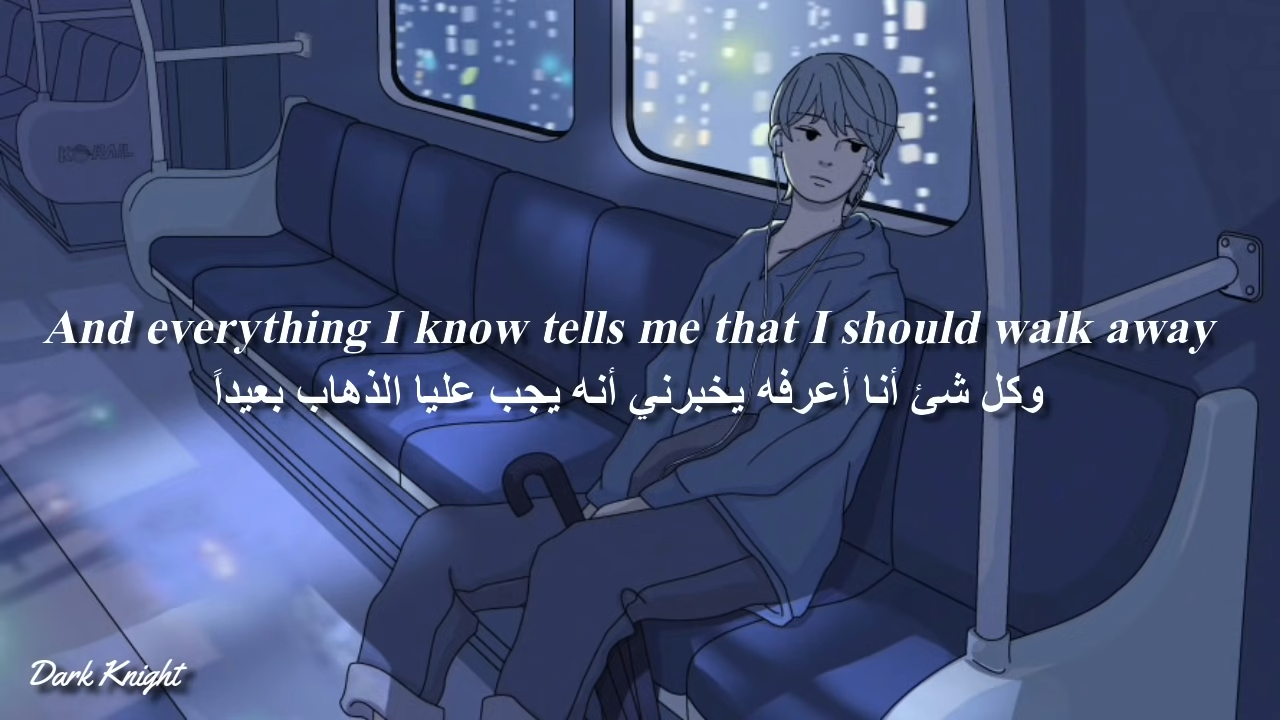 KORAIL
And everything I know tells me that I should walk away
وكل شئ أنا أعرفه يخبرني أنه يجب عليا الذهاب بعيداً
Dark Knight